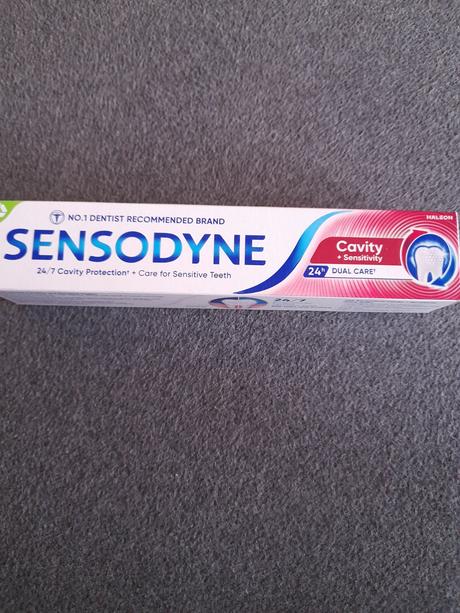 NO.1 DENTIST RECOMMENDED BRAND
SENSODYNE
24/7 Cavity Protection† + Care for Sensitive Teeth
HALEON
Cavity
+ Sensitivity
24h DUAL CARE†
24/7